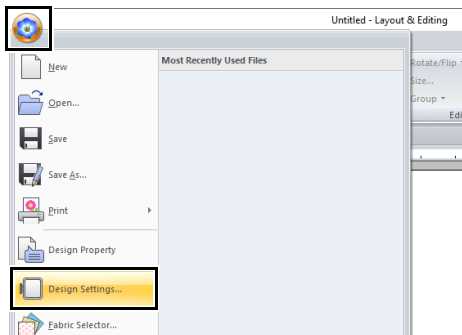 Untitled - Layout & Editing
New
Most Recently Used Files
Rotate/Flip
Size...
Open...
Group
Edi
Save
Save As...
Print
Design Property
Design Settings...
Fabric Selector...